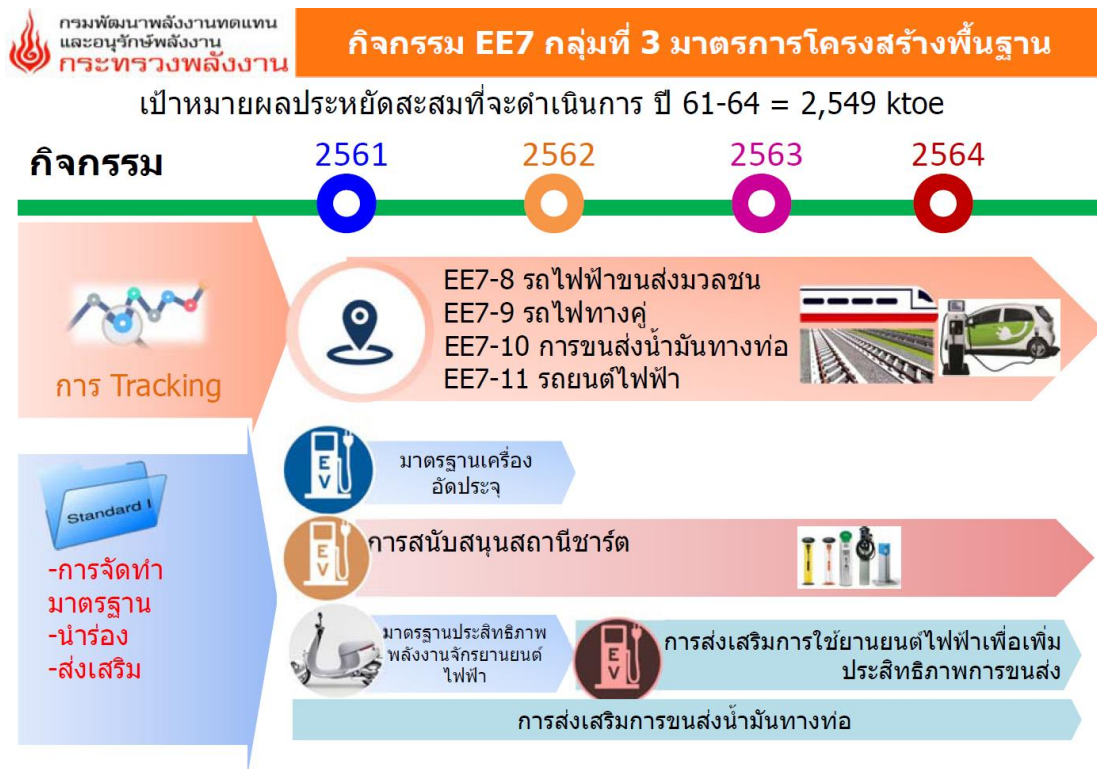 กรมพัฒนาพลังงานทดแทน
และอนุรักษ์พลังงาน
กระทรวงพลังงาน
กิจกรรม EE7 กลุ่มที่ 3 มาตรการโครงสร้างพื้นฐาน
เป้าหมายผลประหยัดสะสมที่จะดำเนินการ ปี 61-64 = 2,549 ktoe
กิจกรรม
2561
2562
2563
2564
การ Tracking
EE7-8 รถไฟฟ้าขนส่งมวลชน
EE7-9 รถไฟทางคู่
EE7-10 การขนส่งน้ำมันทางท่อ
EE7-11 รถยนต์ไฟฟ้า
Standard I
-การจัดทำ
มาตรฐาน
-นำร่อง
-ส่งเสริม
EV
มาตรฐานเครื่อง
อัดประจุ
EV
การสนับสนุนสถานีชาร์ต
มาตรฐานประสิทธิภาพ
พลังงานจักรยานยนต์
ไฟฟ้า
EV
การส่งเสริมการใช้ยานยนต์ไฟฟ้าเพื่อเพิ่ม
ประสิทธิภาพการขนส่ง
การส่งเสริมการขนส่งน้ำมันทางท่อ